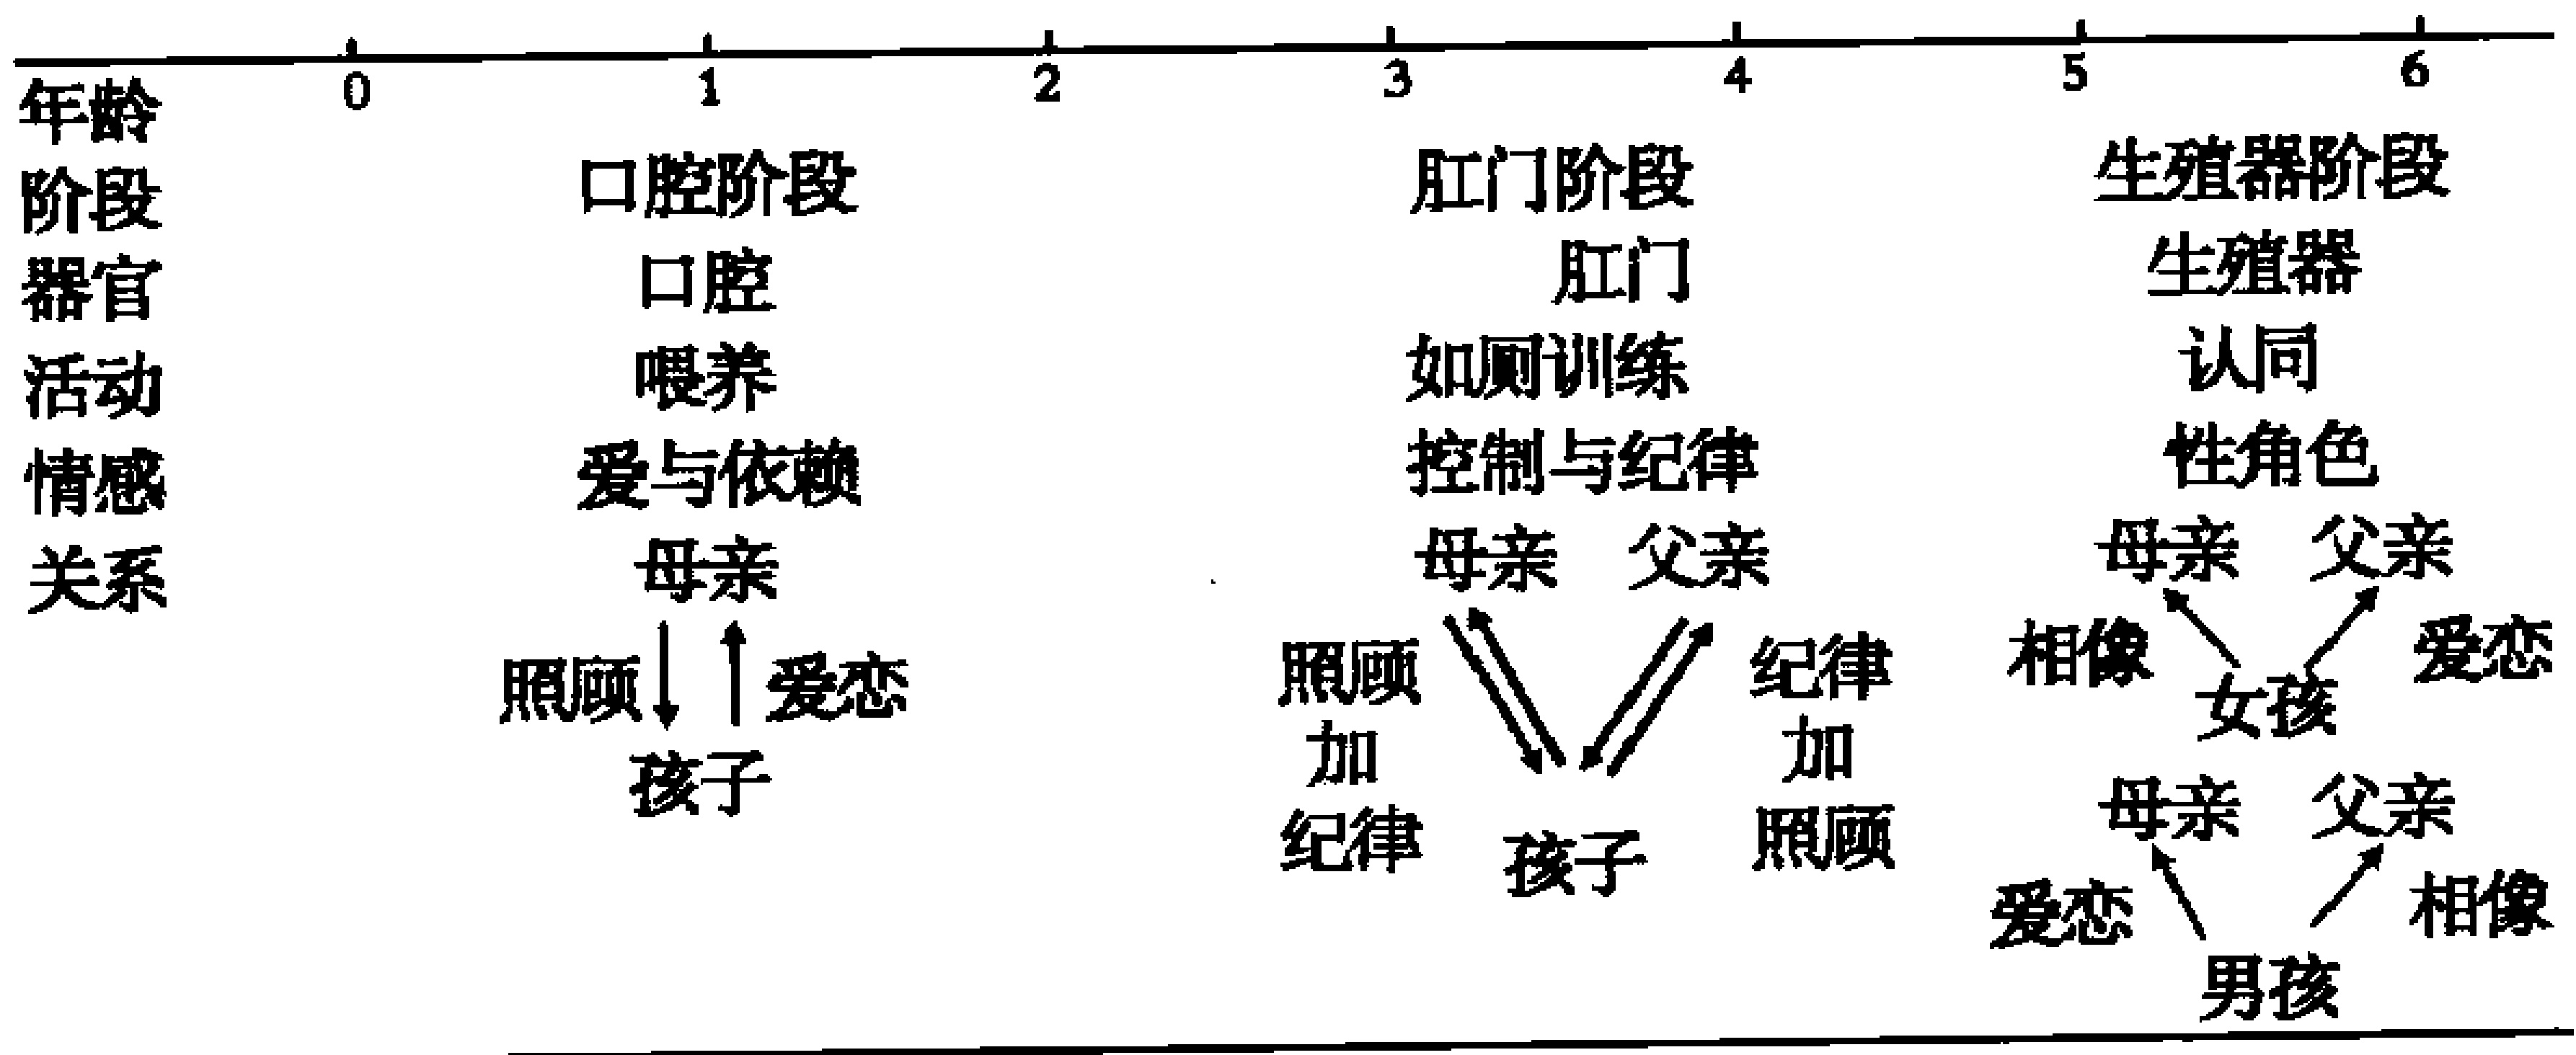 0 1 2 3 4 5 6
年龄
阶段 口腔阶段 肛门阶段 生殖器阶段
器官 口腔 肛门 生殖器
活动 喂养 如厕训练 认同
情感 爱与依赖 控制与纪律 性角色
关系 母亲 母亲 父亲 母亲 父亲
照顾 爱恋 照顾 纪律 相像 爱恋
女孩
加 加
孩子 母亲 父亲
纪律 孩子 照顾
爱恋 相像
男孩